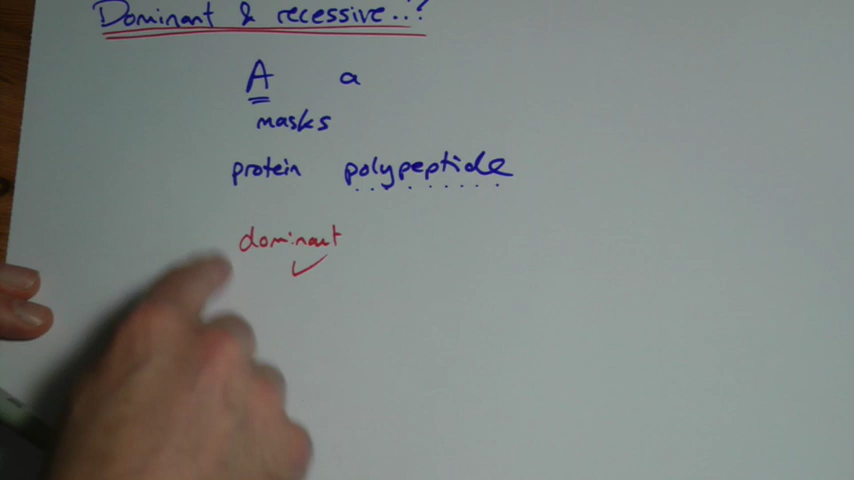 Dominant & recessive..?
A a
masks
protein polypeptide
dominant